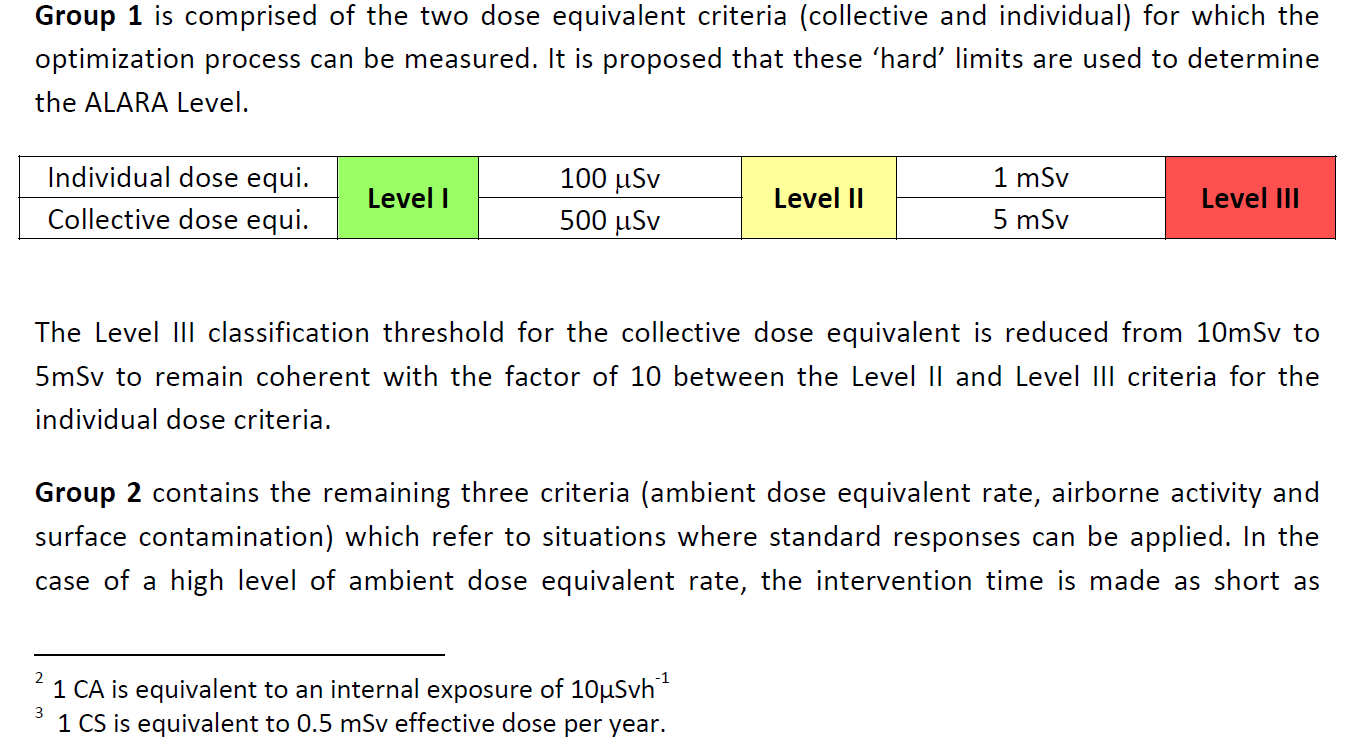 Group 1 is comprised of the two dose equivalent criteria (collective and individual) for which the
optimization process can be measured. It is proposed that these ‘hard’ limits are used to determine
the ALARA Level.
Individual dose equi. Level I 100 µSv Level II 1 mSv Level III
Collective dose equi. 500 µSv 5 mSv
The Level III classification threshold for the collective dose equivalent is reduced from 10mSv to
5mSv to remain coherent with the factor of 10 between the Level II and Level III criteria for the
individual dose criteria.
Group 2 contains the remaining three criteria (ambient dose equivalent rate, airborne activity and
surface contamination) which refer to situations where standard responses can be applied. In the
case of a high level of ambient dose equivalent rate, the intervention time is made as short as
2 1 CA is equivalent to an internal exposure of 10µSvh-1
3 1 CS is equivalent to 0.5 mSv effective dose per year.